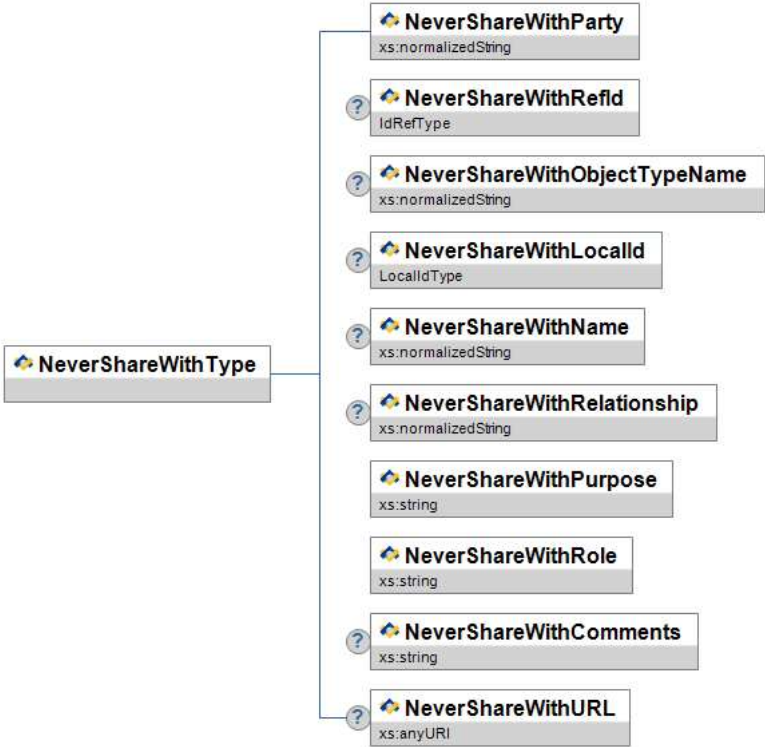 NeverShareWithParty
xs:normalizedString
?
NeverShareWithRefId
IdRefType
?
NeverShareWithObjectTypeName
xs:normalizedString
?
NeverShareWithLocalId
LocalIdType
?
NeverShareWithName
xs:normalizedString
NeverShareWithType
?
NeverShareWithRelationship
xs:normalizedString
NeverShareWithPurpose
xs:string
NeverShareWithRole
xs:string
?
NeverShareWithComments
xs:string
?
NeverShareWithURL
xs:anyURI